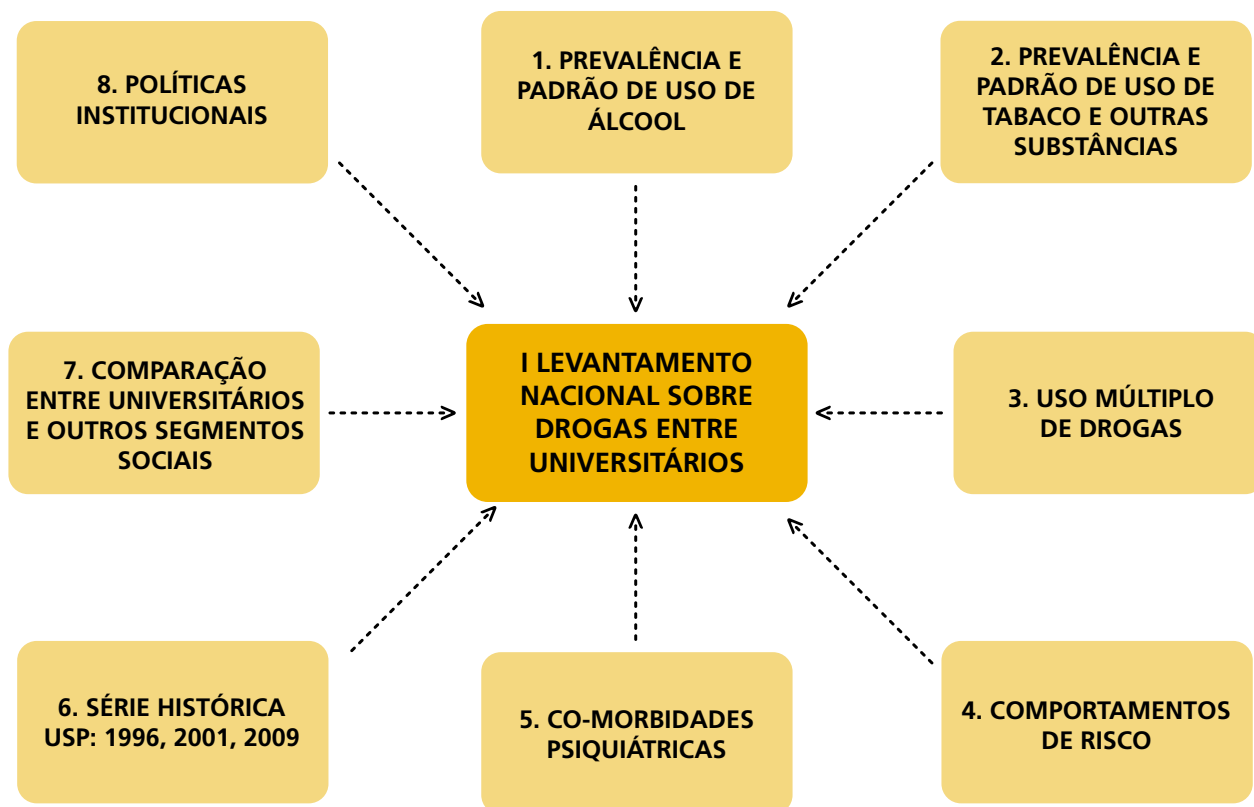 8. POLÍTICAS
INSTITUCIONAIS
1. PREVALÊNCIA E
PADRÃO DE USO DE
ÁLCOOL
2. PREVALÊNCIA E
PADRÃO DE USO DE
TABACO E OUTRAS
SUBSTÂNCIAS
7. COMPARAÇÃO
ENTRE UNIVERSITÁRIOS
E OUTROS SEGMENTOS
SOCIAIS
I LEVANTAMENTO
NACIONAL SOBRE
DROGAS ENTRE
UNIVERSITÁRIOS
3. USO MÚLTIPLO
DE DROGAS
6. SÉRIE HISTÓRICA
USP: 1996, 2001, 2009
5. CO-MORBIDADES
PSIQUIÁTRICAS
4. COMPORTAMENTOS
DE RISCO